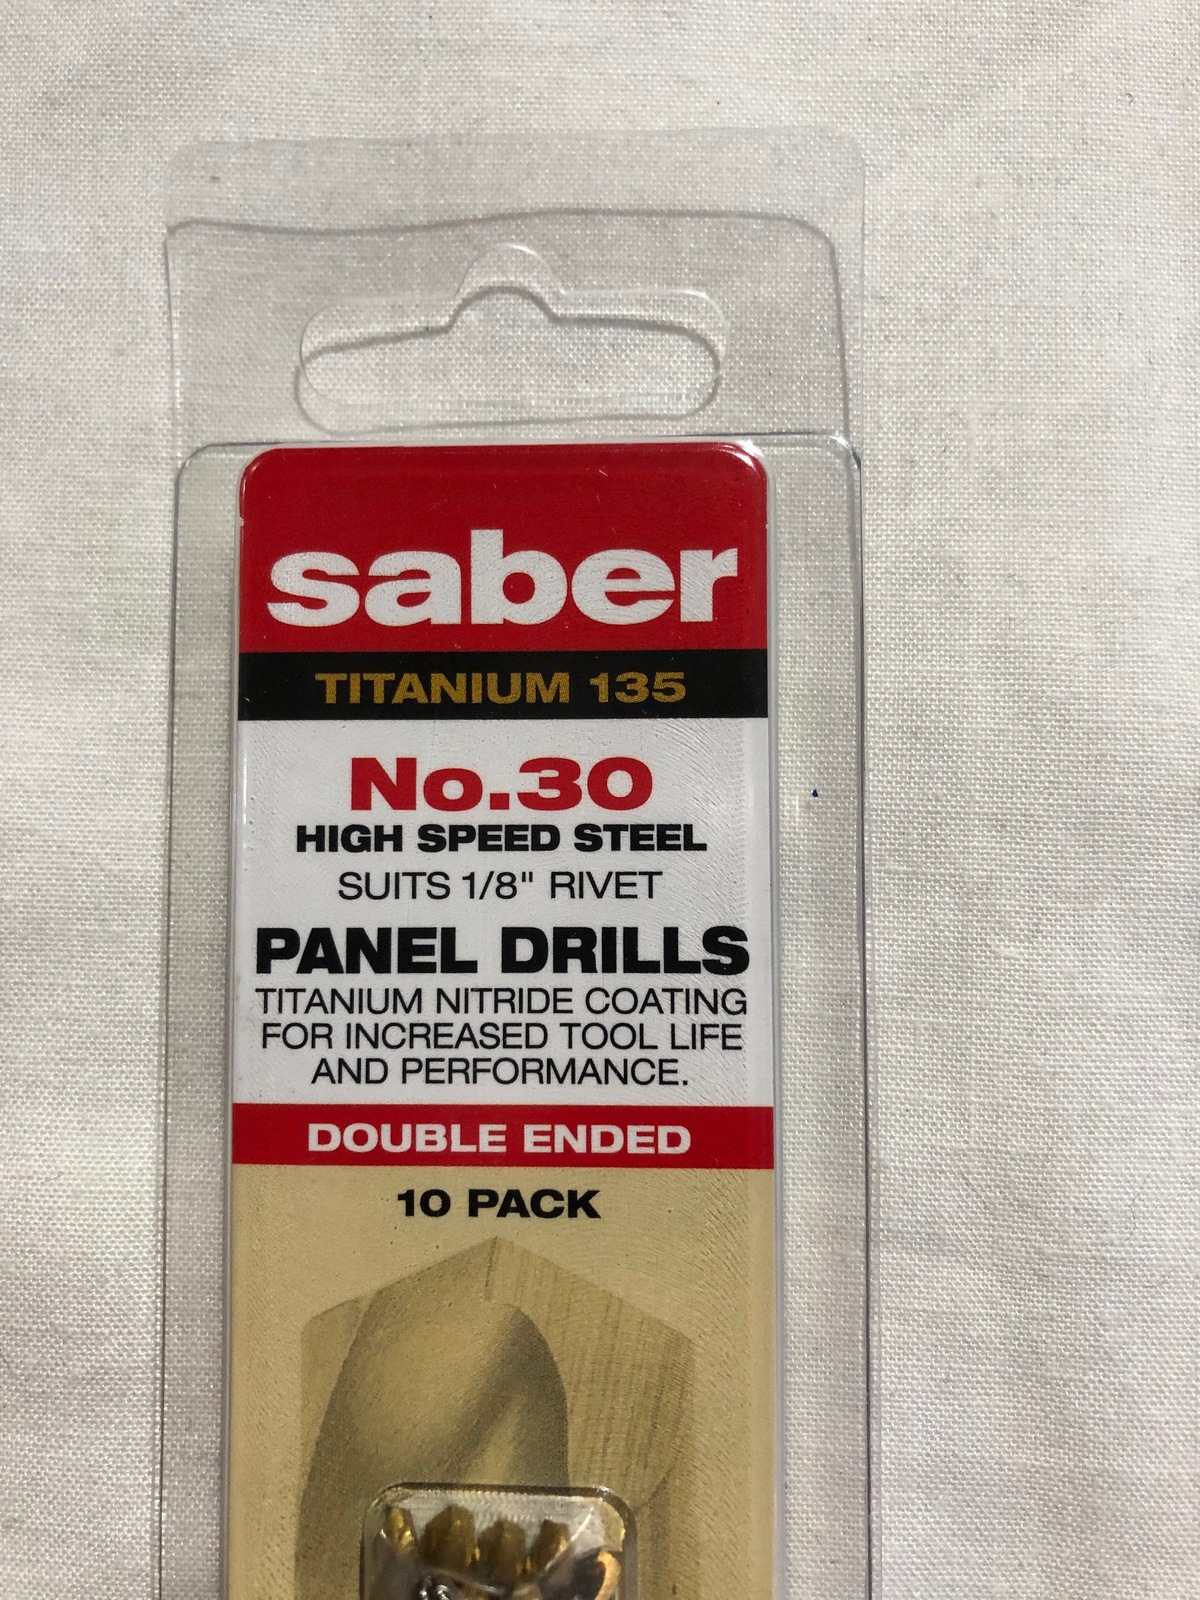 saber
TITANIUM 135
No.30
HIGH SPEED STEEL
SUITS 1/8" RIVET
PANEL DRILLS
TITANIUM NITRIDE COATING
FOR INCREASED TOOL LIFE
AND PERFORMANCE.
DOUBLE ENDED
10 PACK